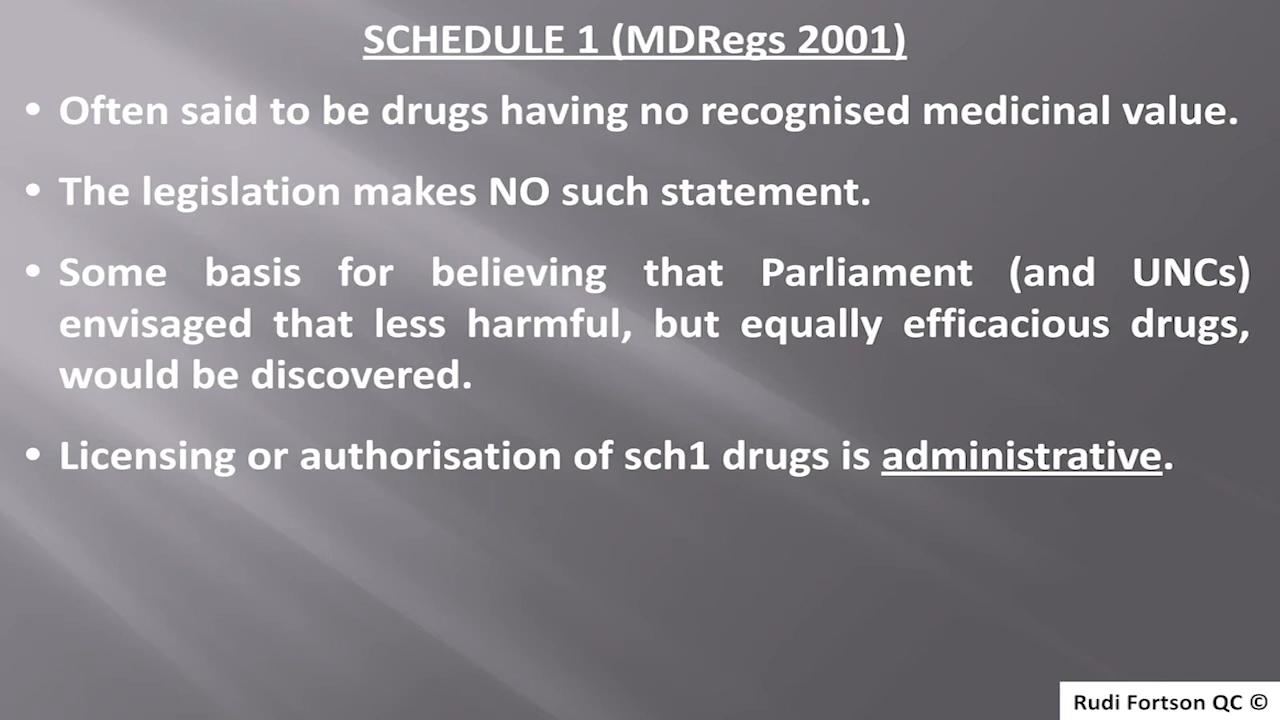 SCHEDULE 1 (MDRegs 2001)
• Often said to be drugs having no recognised medicinal value.
• The legislation makes NO such statement.
• Some basis for believing that Parliament (and UNCs)
envisaged that less harmful, but equally efficacious drugs,
would be discovered.
• Licensing or authorisation of sch1 drugs is administrative.
Rudi Fortson QC ©